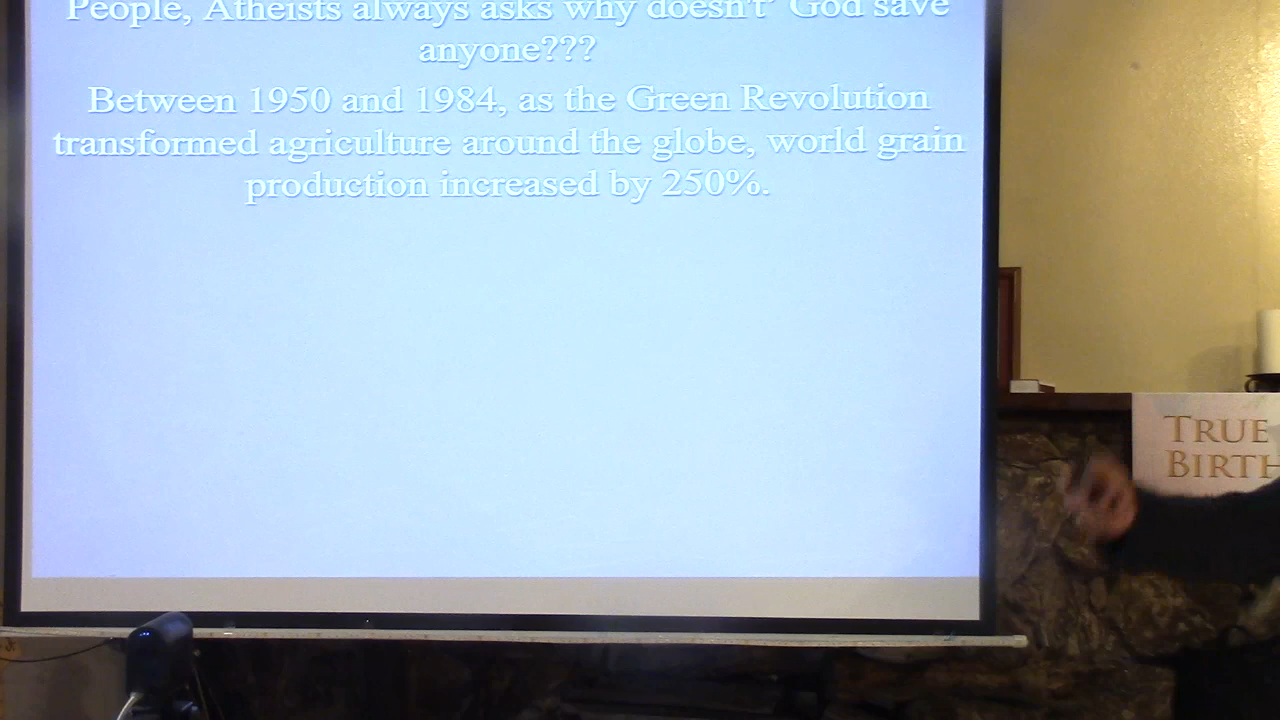 People, Atheists always asks why doesn't’ God save
anyone???
Between 1950 and 1984, as the Green Revolution
transformed agriculture around the globe, world grain
production increased by 250%.
TRUE
BIRTH